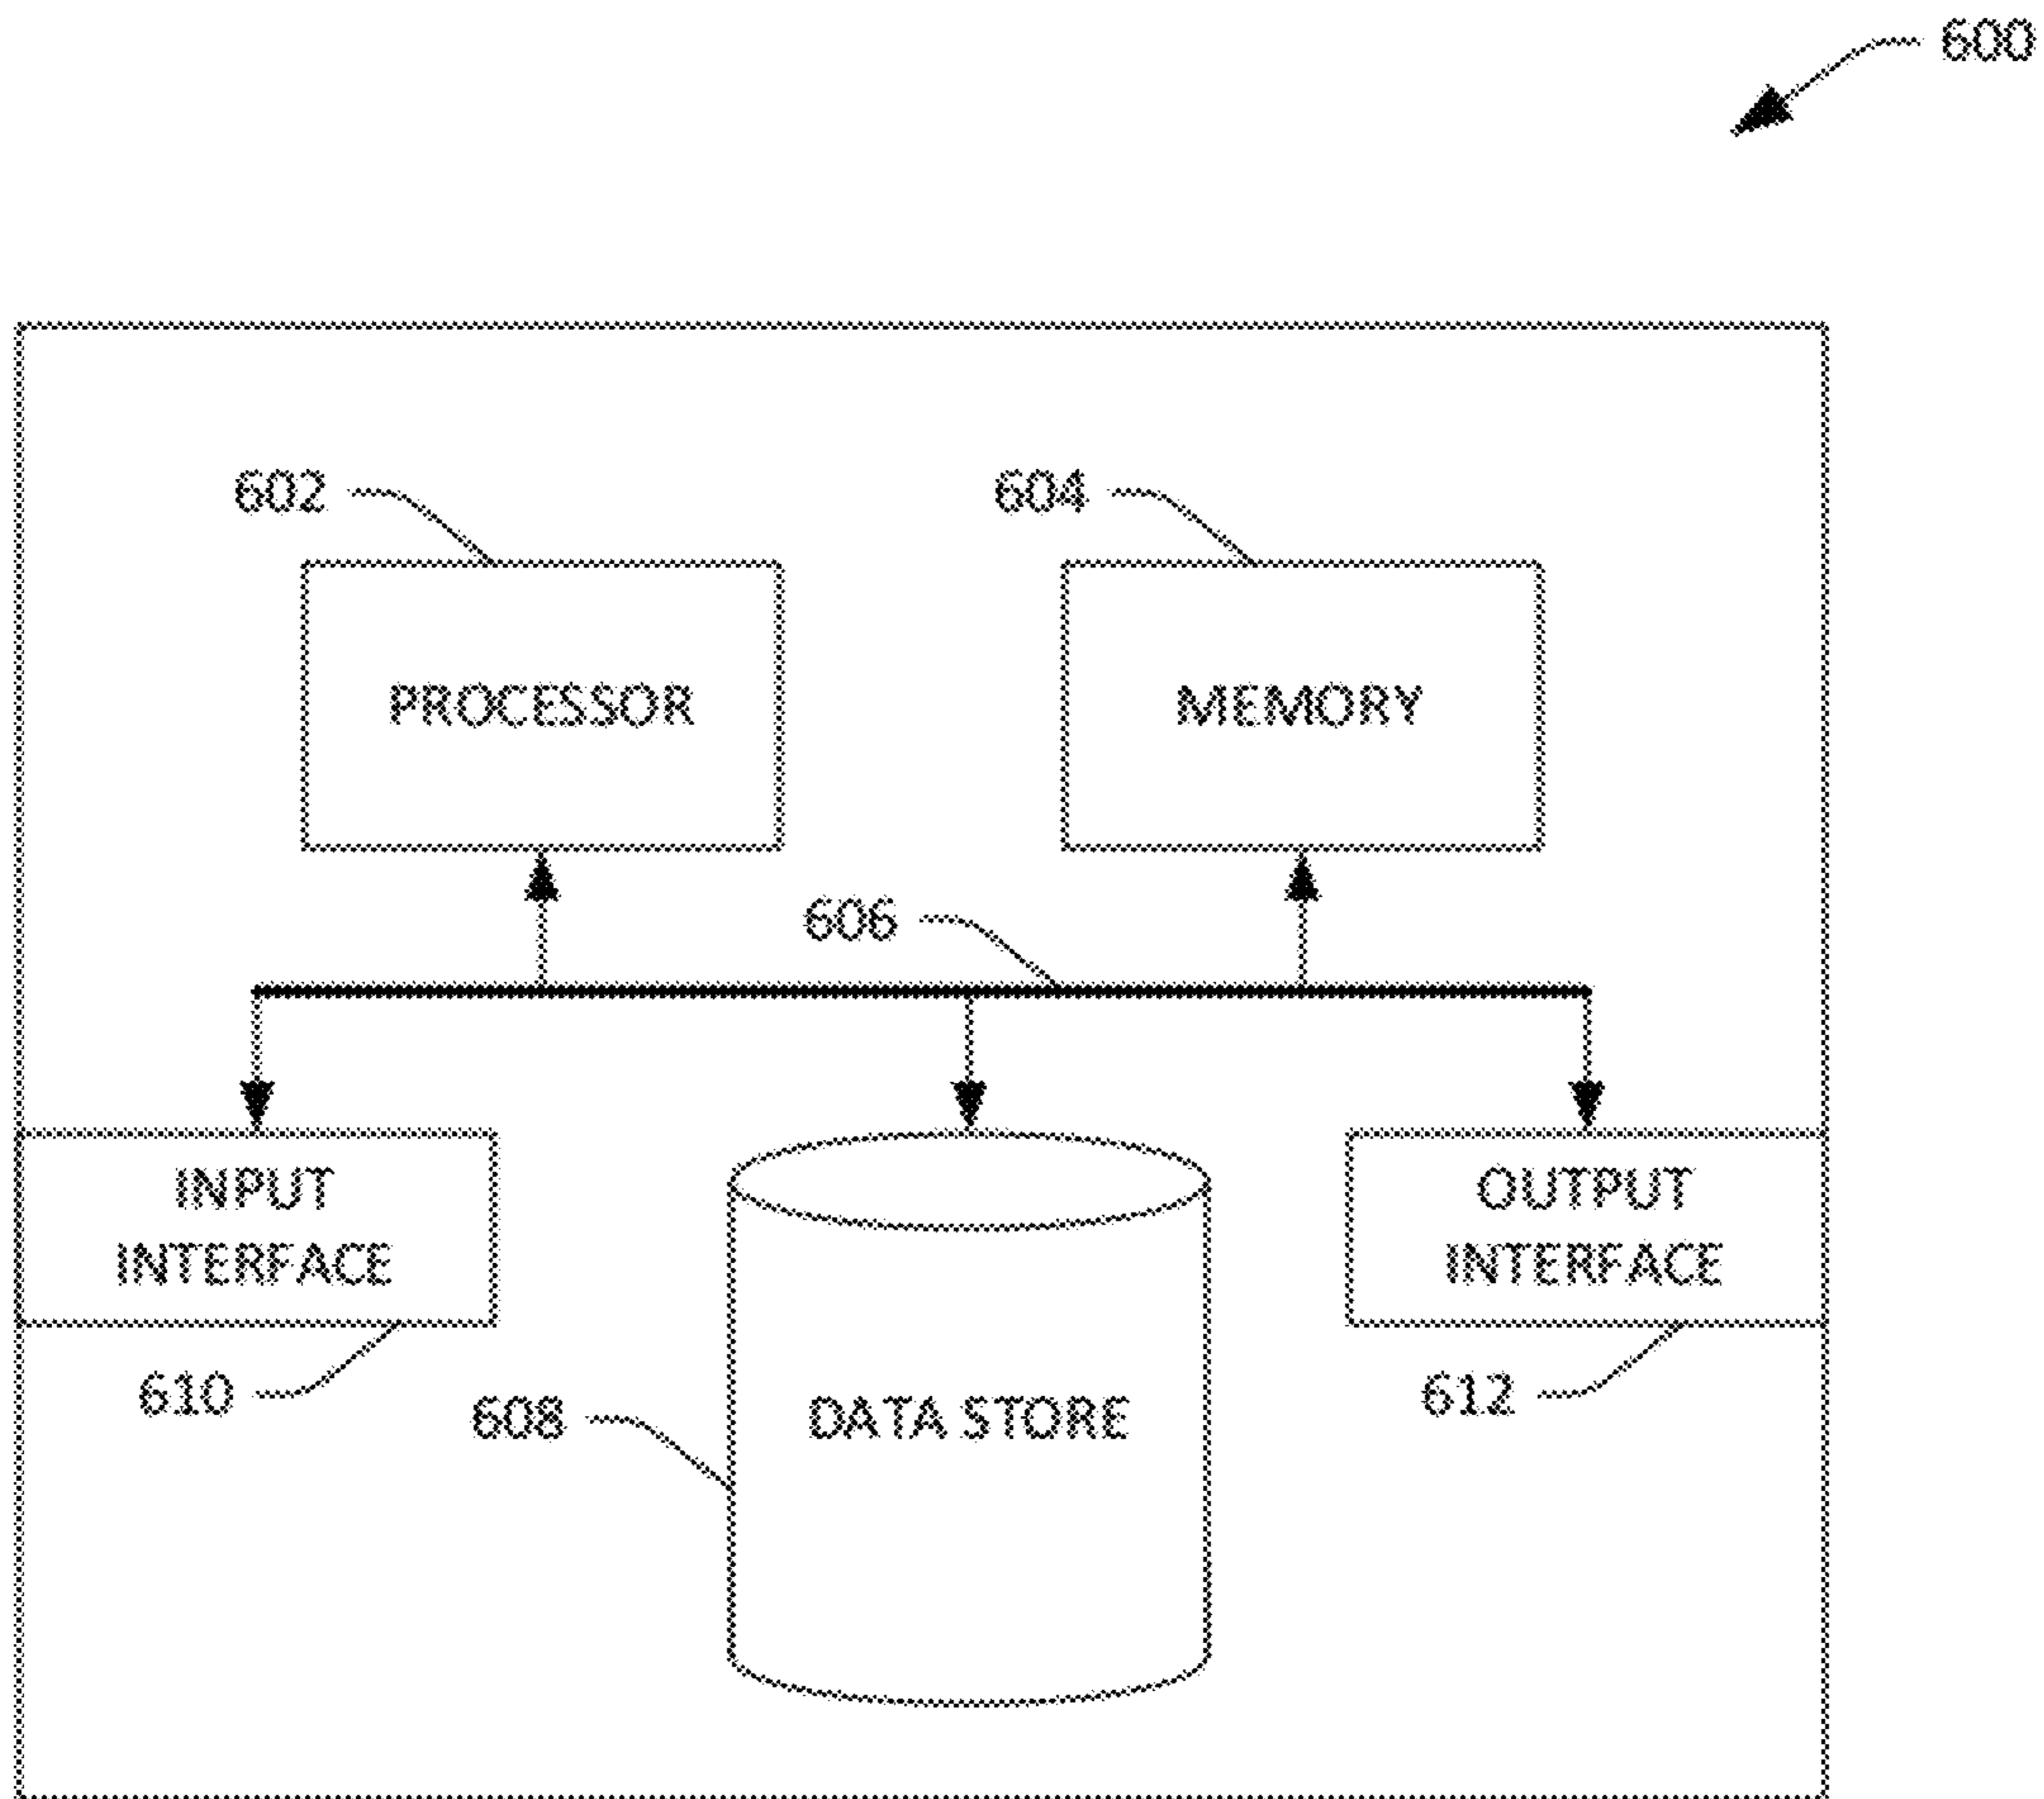 600
602
604
PROCESSOR
MEMORY
606
INPUT
INTERFACE
OUTPUT
INTERFACE
610
608
DATA STORE
612